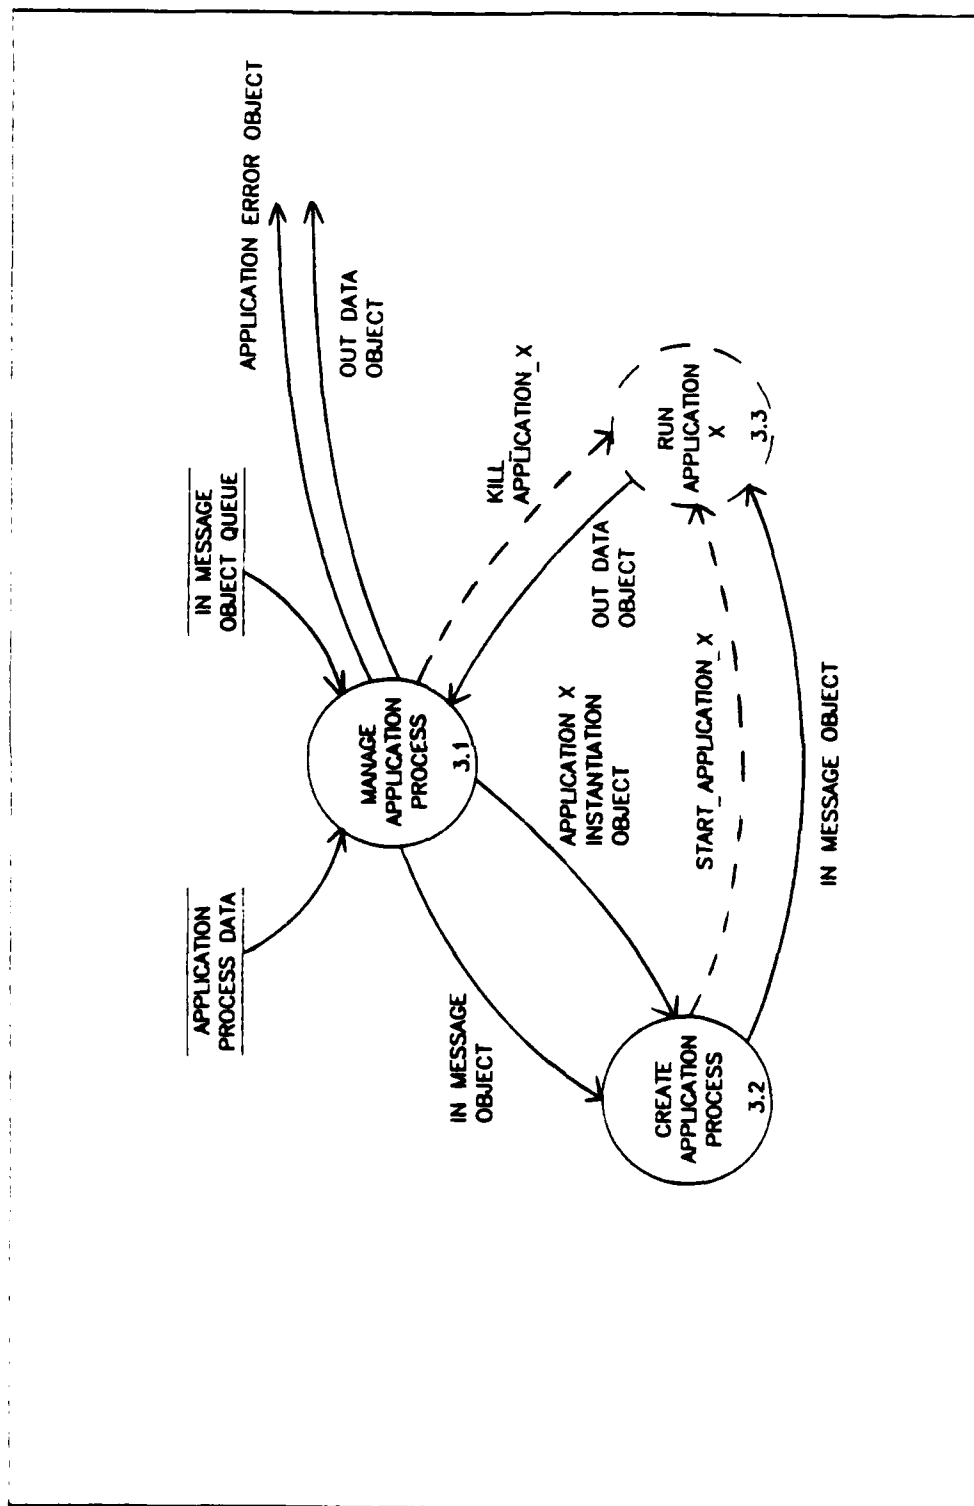 APPLICATION ERROR OBJECT
OUT DATA
OBJECT
IN MESSAGE
OBJECT QUEUE
KILL
APPLICATION_X
RUN
APPLICATION
X
3.3
OUT DATA
OBJECT
MANAGE
APPLICATION
PROCESS
3.1
APPLICATION X
INSTANTIATION
OBJECT
START_APPLICATION_X
IN MESSAGE OBJECT
APPLICATION
PROCESS DATA
IN MESSAGE
OBJECT
CREATE
APPLICATION
PROCESS
3.2